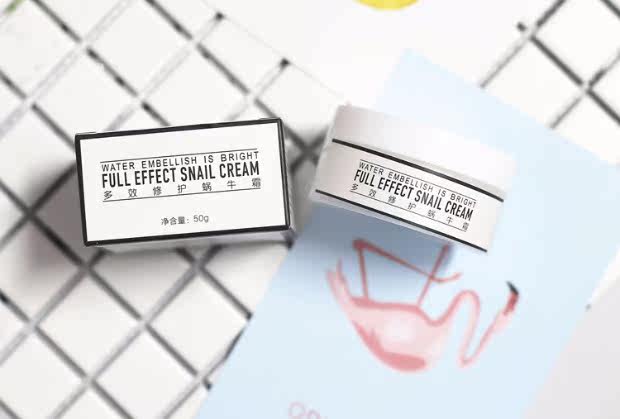 WATER EMBELLISH IS BRIGHT
FULL EFFECT SNAIL CREAM
多效修护蜗牛霜
净含量：50g
WATER EMBELLISH IS BRIGHT
FULL EFFECT SNAIL CREAM
多效修护蜗牛霜